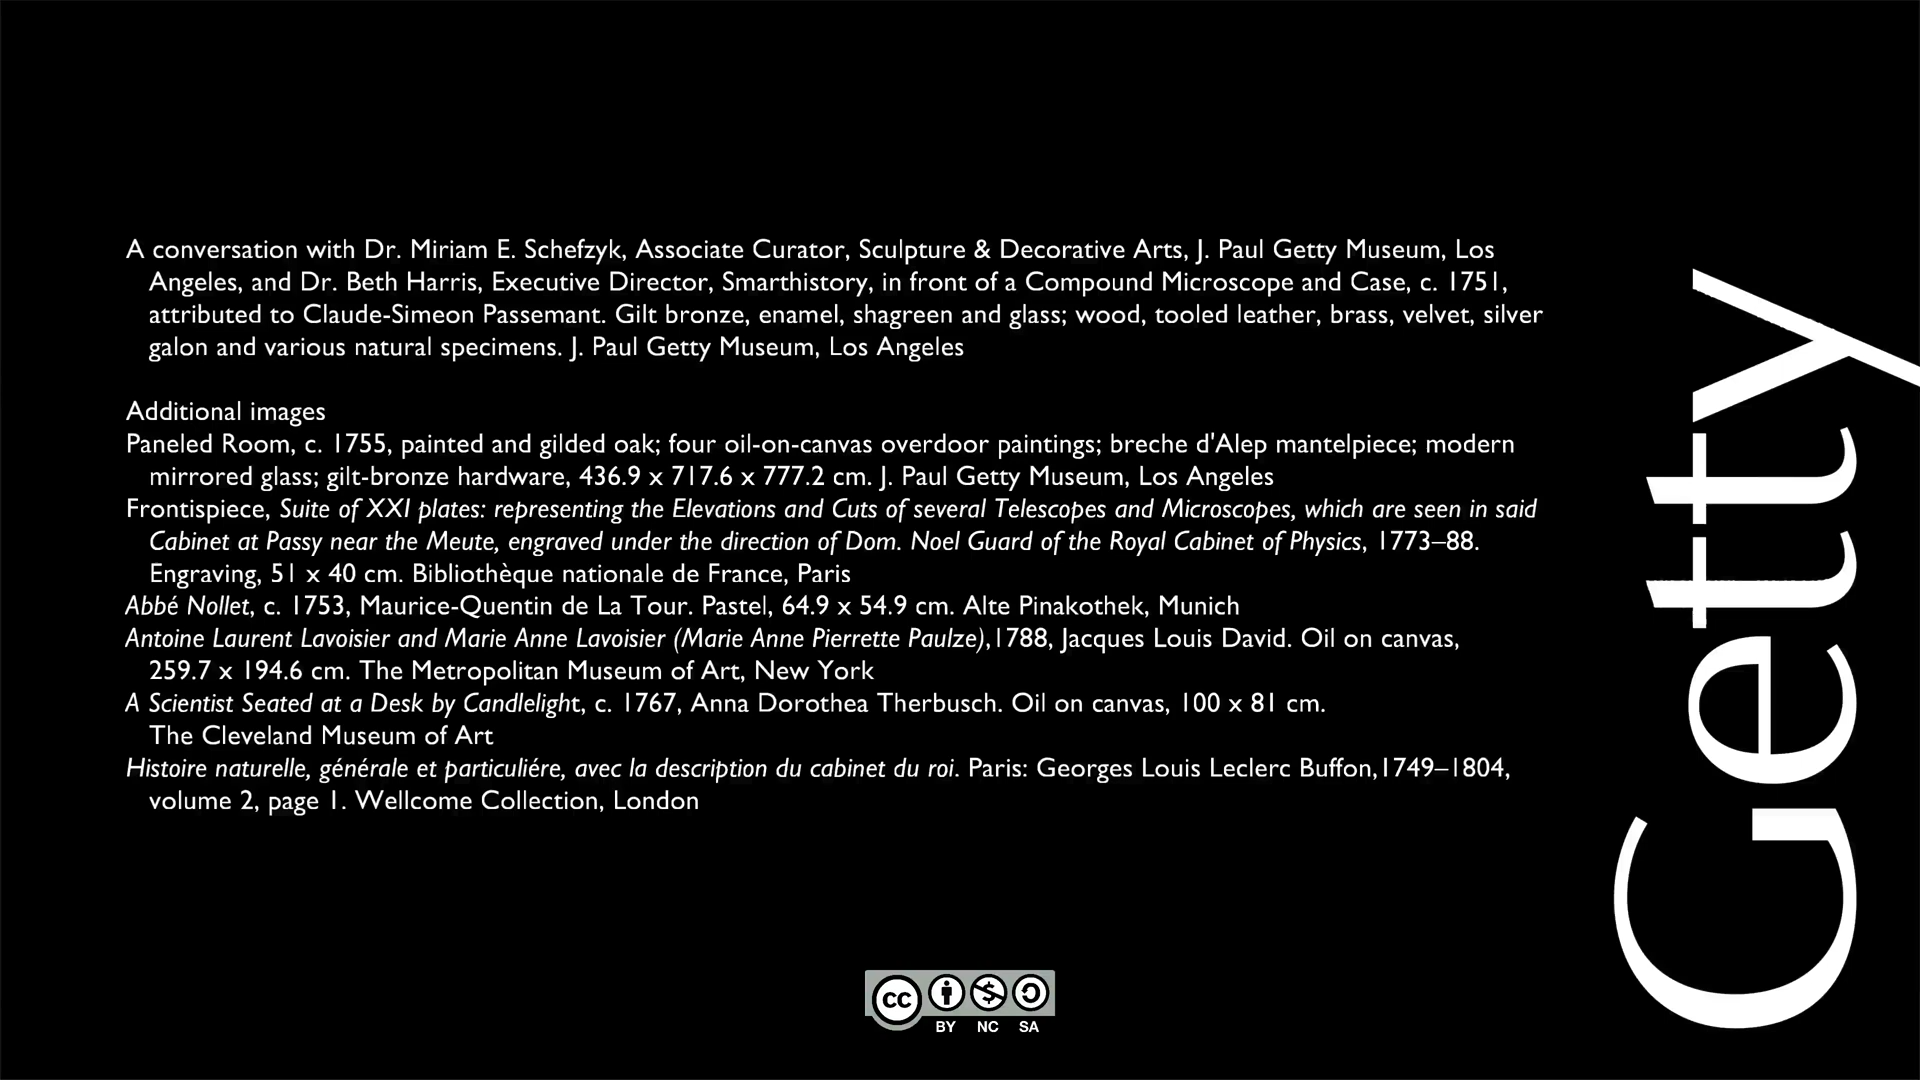 A conversation with Dr. Miriam E. Schefzyk, Associate Curator, Sculpture & Decorative Arts, J. Paul Getty Museum, Los
Angeles, and Dr. Beth Harris, Executive Director, Smarthistory, in front of a Compound Microscope and Case, c. 1751,
attributed to Claude-Simeon Passemant. Gilt bronze, enamel, shagreen and glass; wood, tooled leather, brass, velvet, silver
galon and various natural specimens. J. Paul Getty Museum, Los Angeles
Additional images
Paneled Room, c. 1755, painted and gilded oak; four oil-on-canvas overdoor paintings; breche d'Alep mantelpiece; modern
mirrored glass; gilt-bronze hardware, 436.9 x 717.6 x 777.2 cm. J. Paul Getty Museum, Los Angeles
Frontispiece, Suite of XXI plates: representing the Elevations and Cuts of several Telescopes and Microscopes, which are seen in said
Cabinet at Passy near the Meute, engraved under the direction of Dom. Noel Guard of the Royal Cabinet of Physics, 1773–88.
Engraving, 51 x 40 cm. Bibliothèque nationale de France, Paris
Abbé Nollet, c. 1753, Maurice-Quentin de La Tour. Pastel, 64.9 x 54.9 cm. Alte Pinakothek, Munich
Antoine Laurent Lavoisier and Marie Anne Lavoisier (Marie Anne Pierrette Paulze),1788, Jacques Louis David. Oil on canvas,
259.7 x 194.6 cm. The Metropolitan Museum of Art, New York
A Scientist Seated at a Desk by Candlelight, c. 1767, Anna Dorothea Therbusch. Oil on canvas, 100 x 81 cm.
The Cleveland Museum of Art
Histoire naturelle, générale et particuliére, avec la description du cabinet du roi. Paris: Georges Louis Leclerc Buffon,1749–1804,
volume 2, page 1. Wellcome Collection, London
Getty
cc
BY NC SA